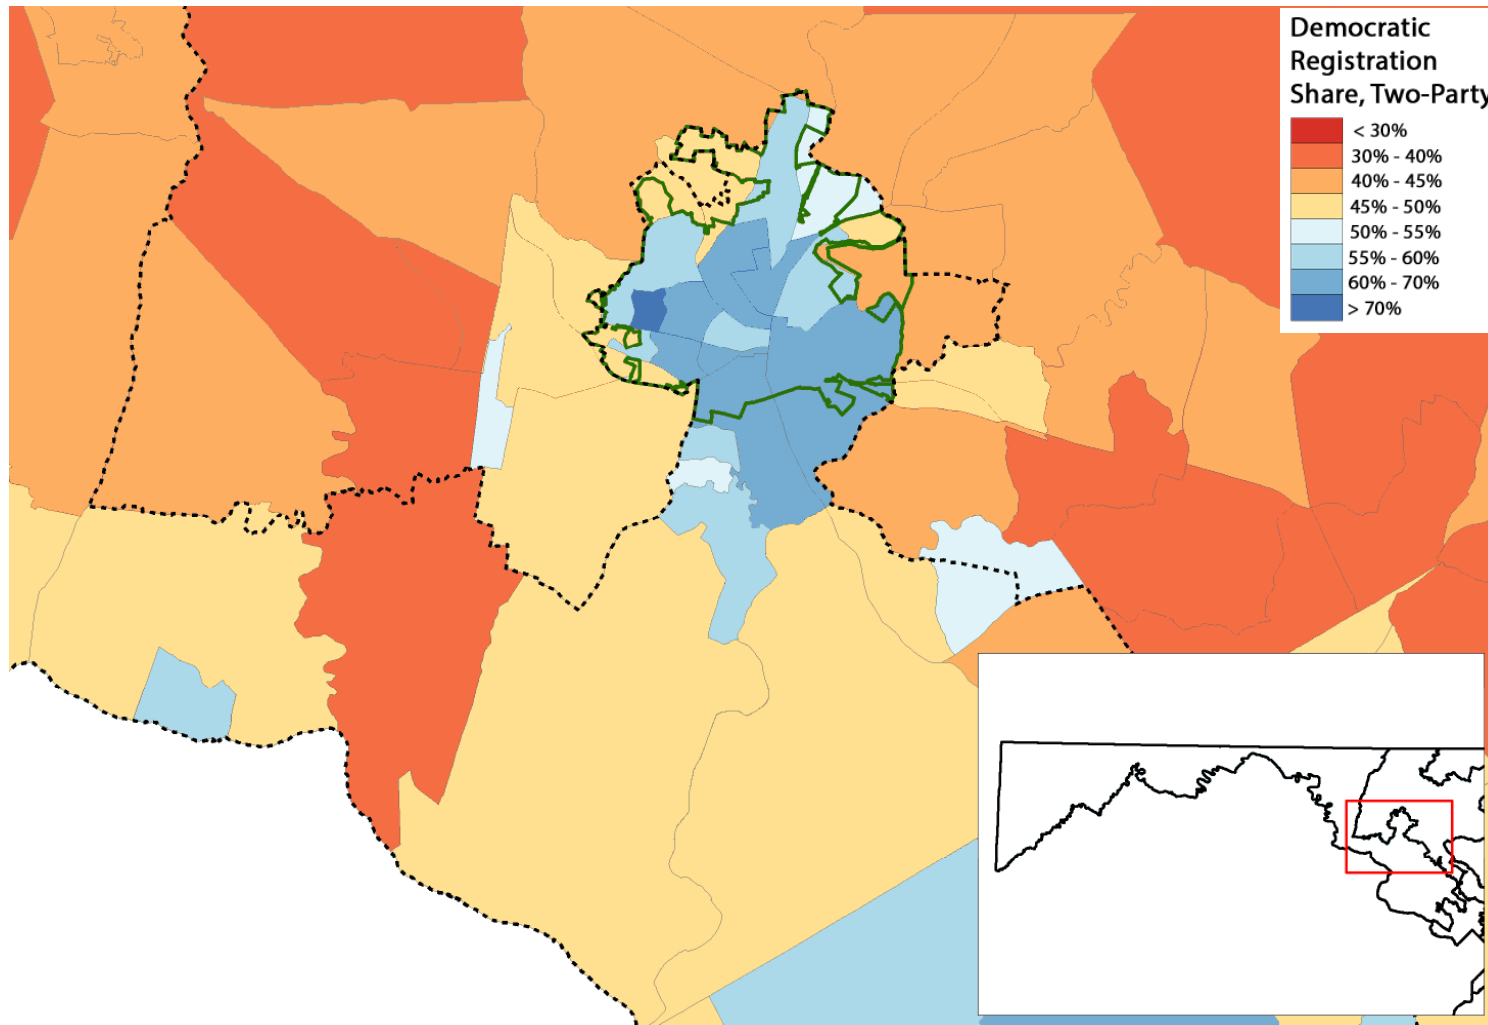 Democratic
Registration
Share, Two-Party
< 30%
30% - 40%
40% - 45%
45% - 50%
50% - 55%
55% - 60%
60% - 70%
> 70%